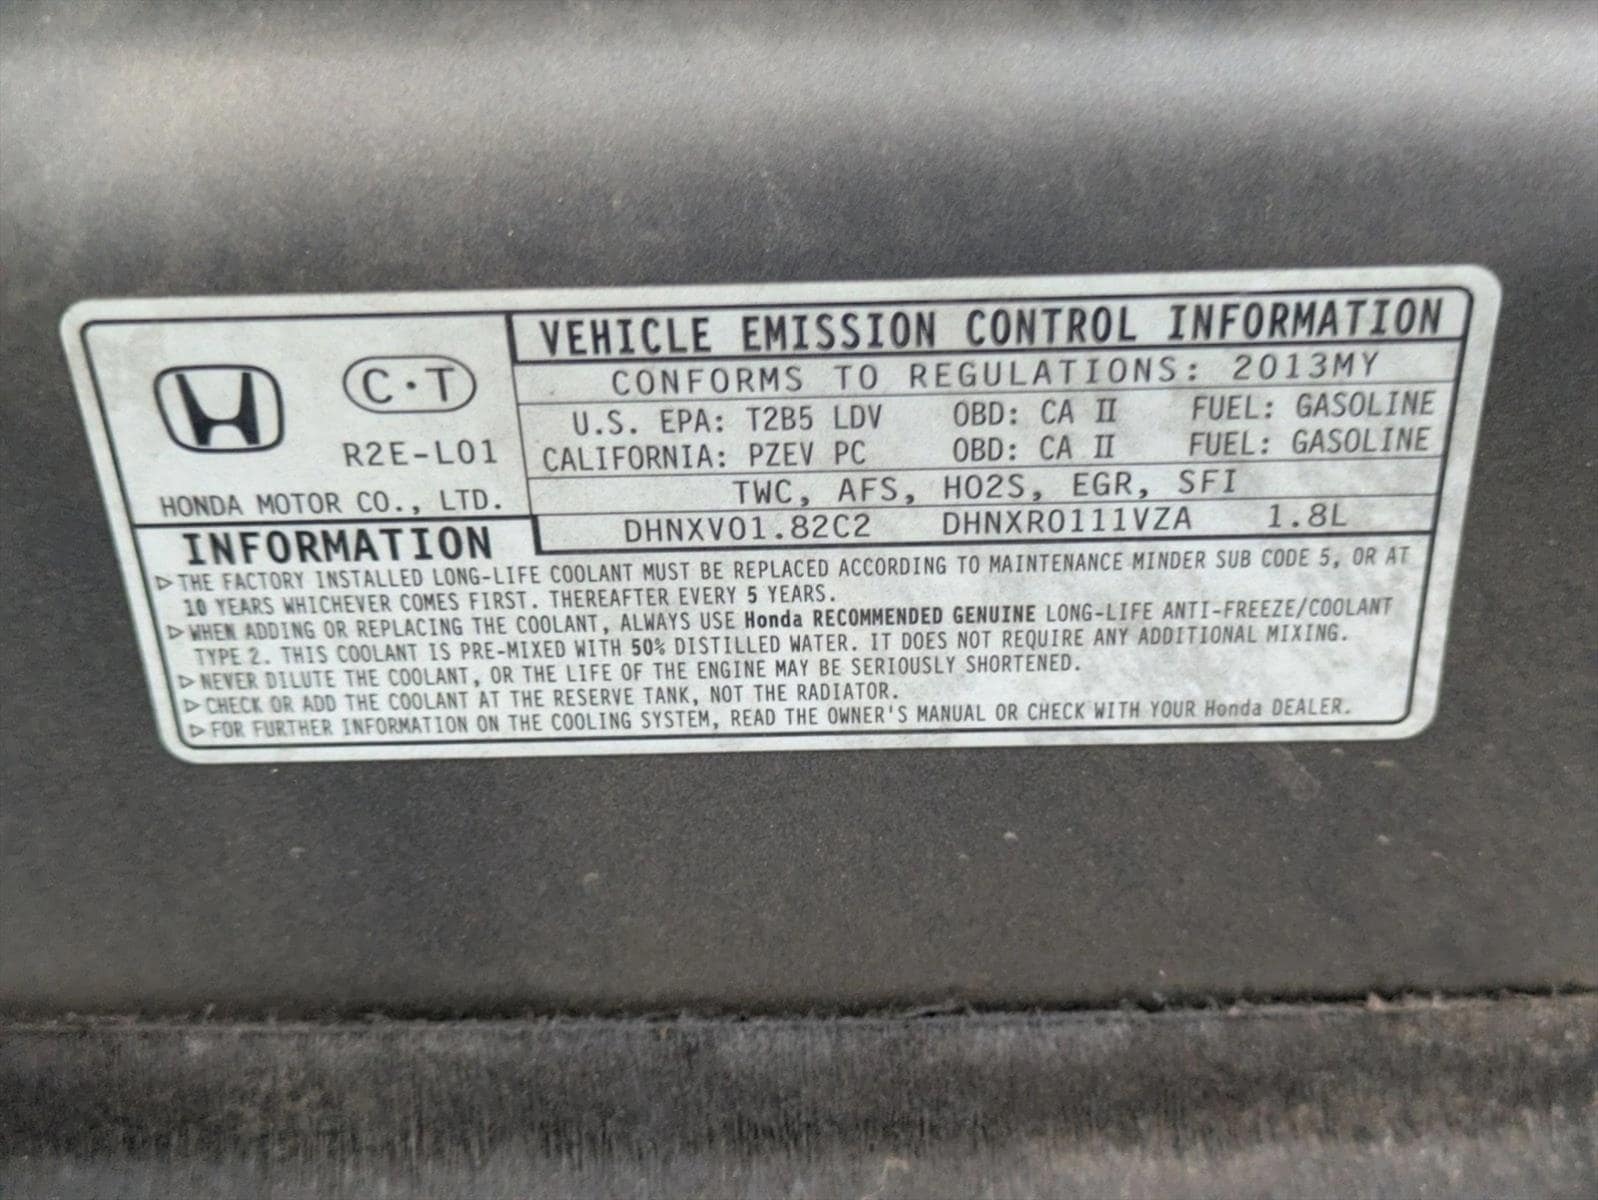 VEHICLE EMISSION CONTROL INFORMATION
CONFORMS TO REGULATIONS: 2013MY
C·T
U.S. EPA: T2B5 LDV OBD: CA II FUEL: GASOLINE
R2E-L01
CALIFORNIA: PZEV PC OBD: CA II FUEL: GASOLINE
HONDA MOTOR CO., LTD.
TWC, AFS, HO2S, EGR, SFI
DHNXV01.82C2 DHNXR0111VZA 1.8L
INFORMATION
▷THE FACTORY INSTALLED LONG-LIFE COOLANT MUST BE REPLACED ACCORDING TO MAINTENANCE MINDER SUB CODE 5, OR AT
10 YEARS WHICHEVER COMES FIRST. THEREAFTER EVERY 5 YEARS.
▷WHEN ADDING OR REPLACING THE COOLANT, ALWAYS USE Honda RECOMMENDED GENUINE LONG-LIFE ANTI-FREEZE/COOLANT
TYPE 2. THIS COOLANT IS PRE-MIXED WITH 50% DISTILLED WATER. IT DOES NOT REQUIRE ANY ADDITIONAL MIXING.
▷NEVER DILUTE THE COOLANT, OR THE LIFE OF THE ENGINE MAY BE SERIOUSLY SHORTENED.
▷CHECK OR ADD THE COOLANT AT THE RESERVE TANK, NOT THE RADIATOR.
▷FOR FURTHER INFORMATION ON THE COOLING SYSTEM, READ THE OWNER'S MANUAL OR CHECK WITH YOUR Honda DEALER.